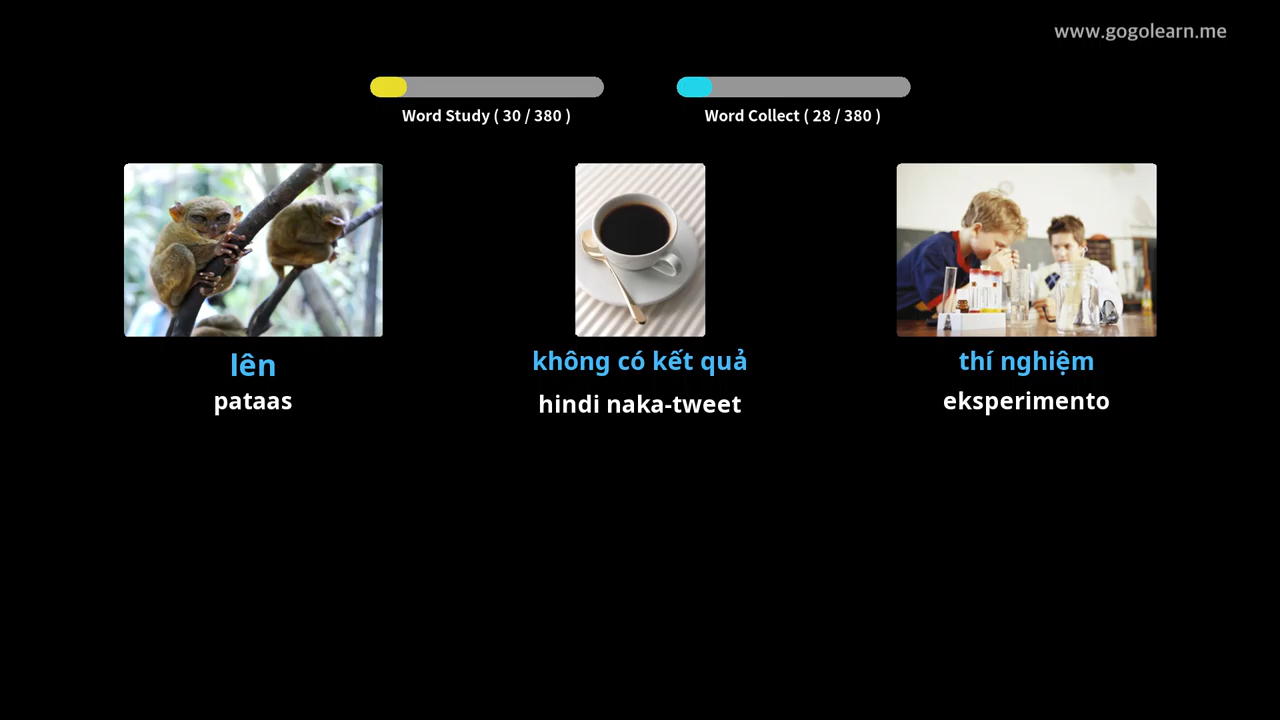 www.gogolearn.me
Word Study ( 30 / 380 )
Word Collect ( 28 / 380 )
lên
pataas
không có kết quả
hindi naka-tweet
thí nghiệm
eksperimento